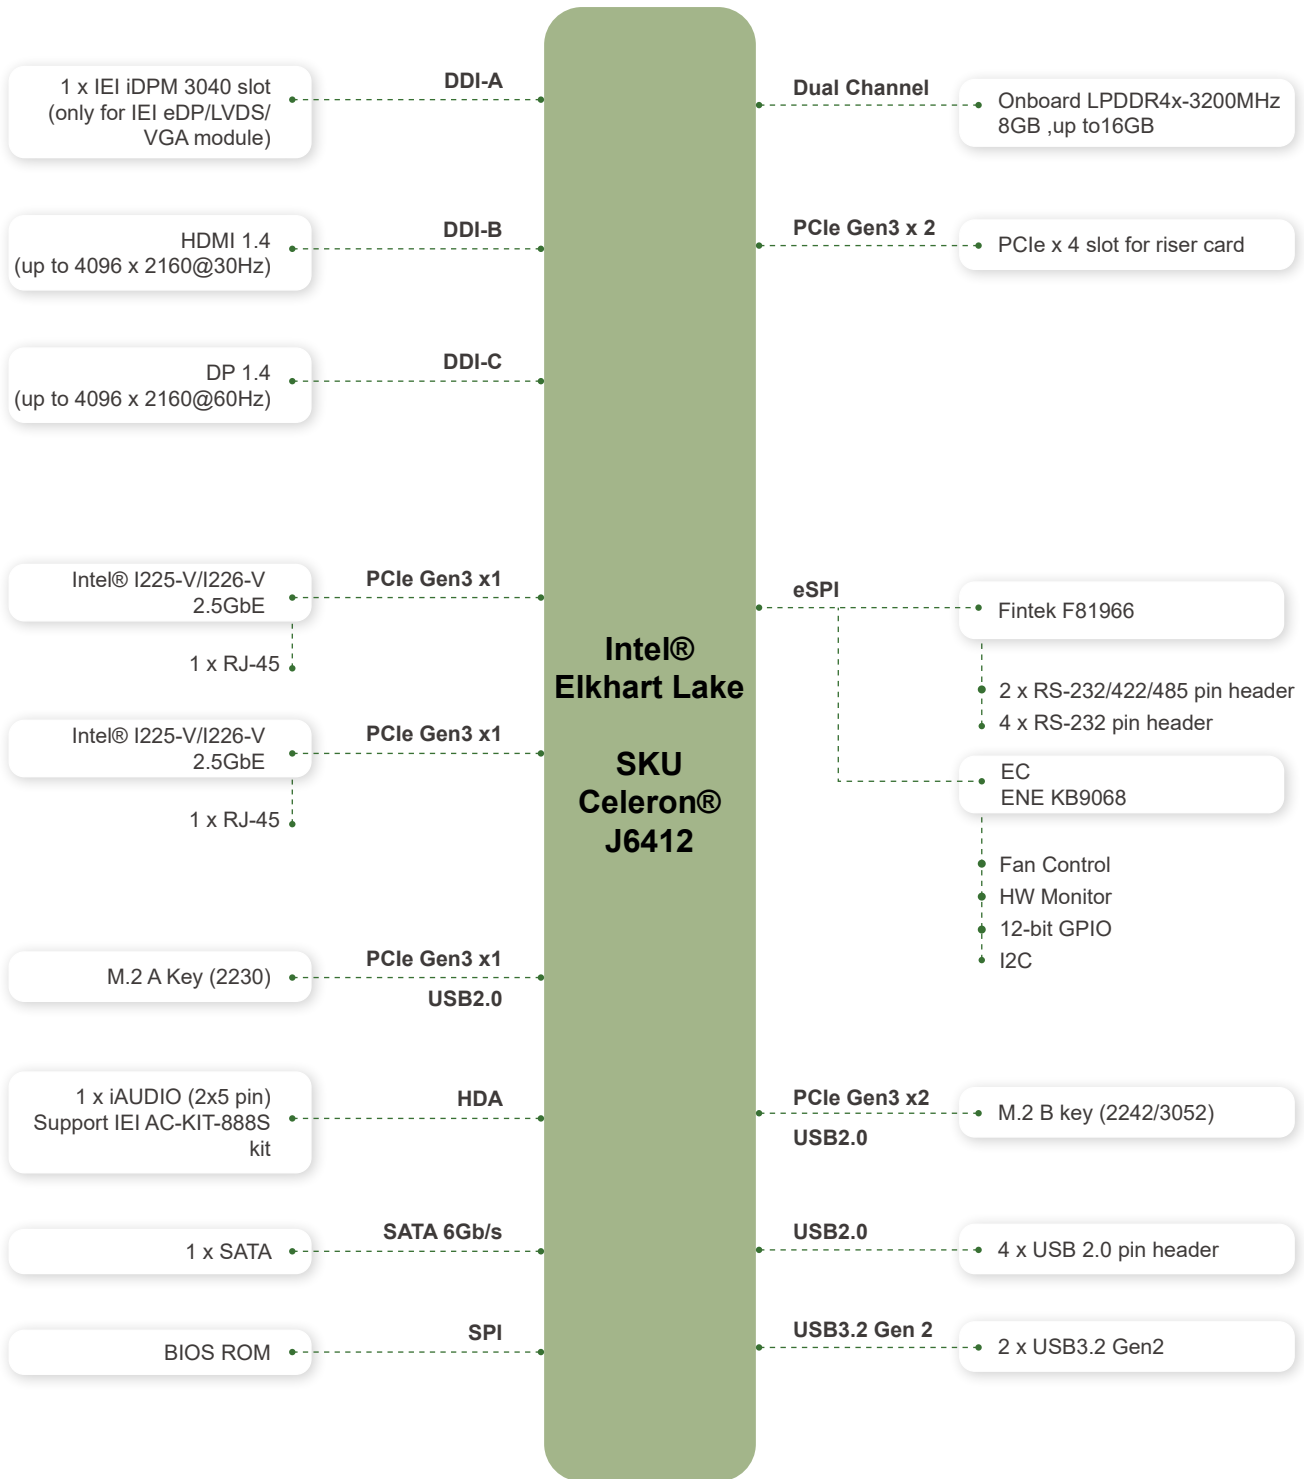 DDI-A
1 x IEI iDPM 3040 slot
(only for IEI eDP/LVDS/
VGA module)
DDI-B
HDMI 1.4
(up to 4096 x 2160@30Hz)
DDI-C
DP 1.4
(up to 4096 x 2160@60Hz)
PCIe Gen3 x1
Intel® I225-V/I226-V
2.5GbE
1 x RJ-45
PCIe Gen3 x1
Intel® I225-V/I226-V
2.5GbE
1 x RJ-45
PCIe Gen3 x1
M.2 A Key (2230)
USB2.0
HDA
1 x iAUDIO (2x5 pin)
Support IEI AC-KIT-888S
kit
SATA 6Gb/s
1 x SATA
SPI
BIOS ROM
Intel®
Elkhart Lake
SKU
Celeron®
J6412
Dual Channel
Onboard LPDDR4x-3200MHz
8GB ,up to16GB
PCIe Gen3 x 2
PCIe x 4 slot for riser card
eSPI
Fintek F81966
2 x RS-232/422/485 pin header
4 x RS-232 pin header
EC
ENE KB9068
Fan Control
HW Monitor
12-bit GPIO
I2C
PCIe Gen3 x2
M.2 B key (2242/3052)
USB2.0
USB2.0
4 x USB 2.0 pin header
USB3.2 Gen 2
2 x USB3.2 Gen2